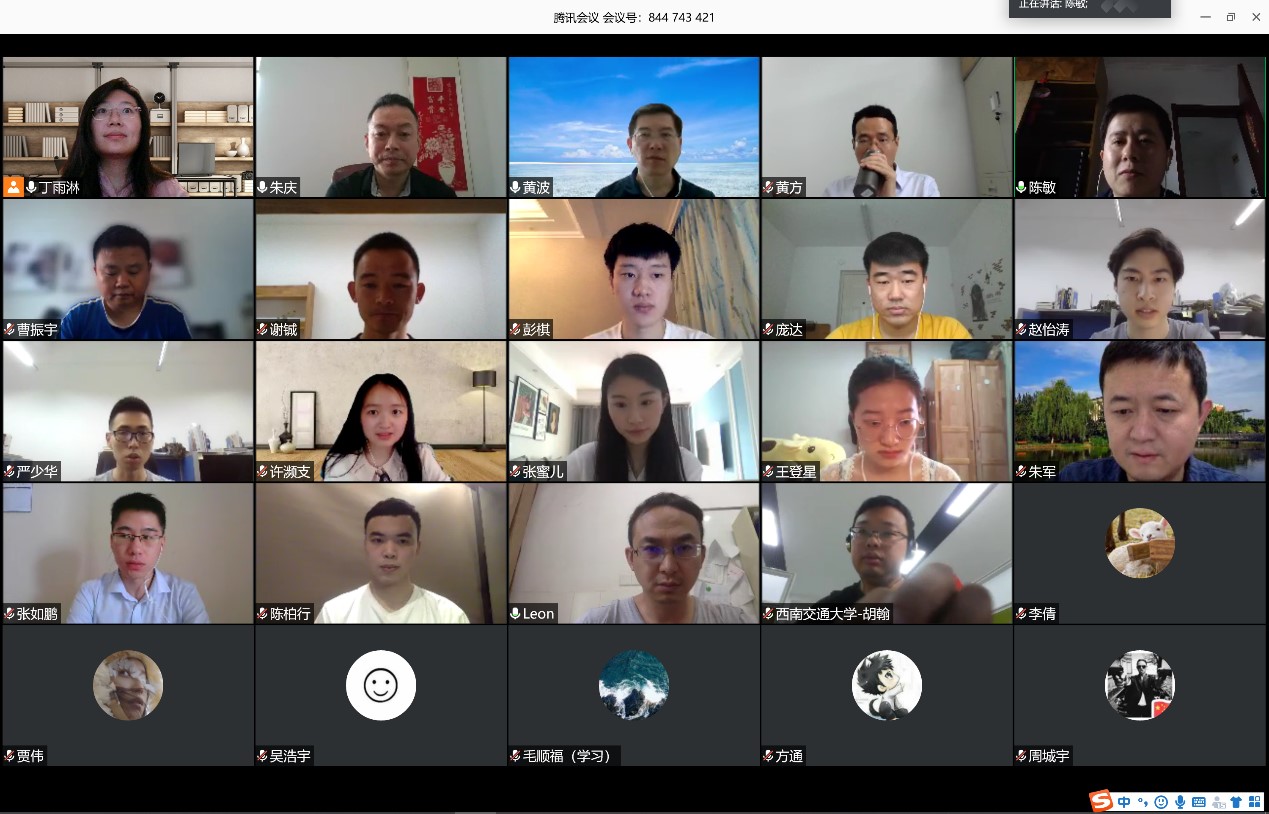 腾讯会议 会议号：844 743 421
正在讲话: 陈敏;
丁雨淋
朱庆
黄波
黄方
陈敏
曹振宇
谢铖
彭棋
庞达
赵怡涛
严少华
许濒支
张蜜儿
王登星
朱军
张如鹏
陈柏行
Leon
西南交通大学-胡翰
李倩
贾伟
吴浩宇
毛顺福（学习）
方通
周城宇
S 中